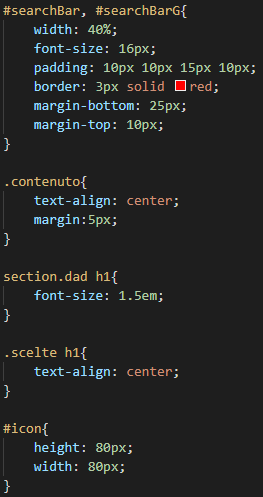 #searchBar, #searchBarG{
    width: 40%;
    font-size: 16px;
    padding: 10px 10px 15px 10px;
    border: 3px solid red;
    margin-bottom: 25px;
    margin-top: 10px;
}

.contenuto{
    text-align: center;
    margin:5px;
}

section.dad h1{
    font-size: 1.5em;
}

.scelte h1{
    text-align: center;
}

#icon{
    height: 80px;
    width: 80px;
}